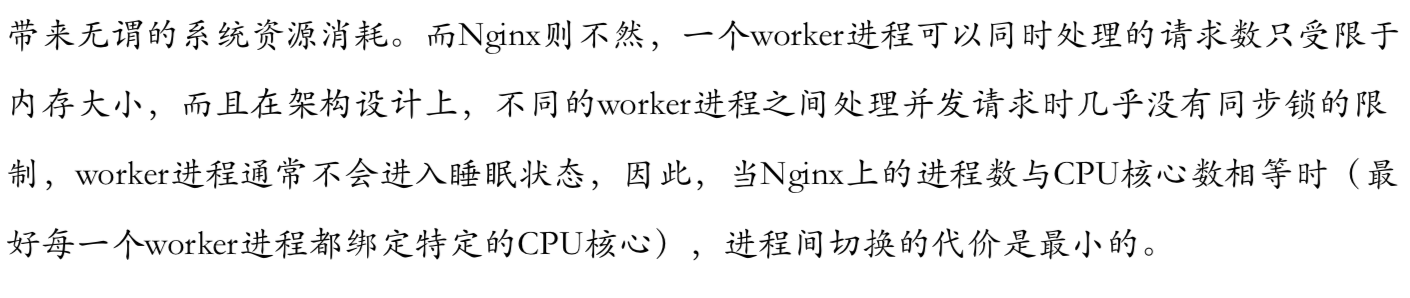 带来无谓的系统资源消耗。而Nginx则不然，一个worker进程可以同时处理的请求数只受限于
内存大小，而且在架构设计上，不同的worker进程之间处理并发请求时几乎没有同步锁的限
制，worker进程通常不会进入睡眠状态，因此，当Nginx上的进程数与CPU核心数相等时（最
好每一个worker进程都绑定特定的CPU核心），进程间切换的代价是最小的。